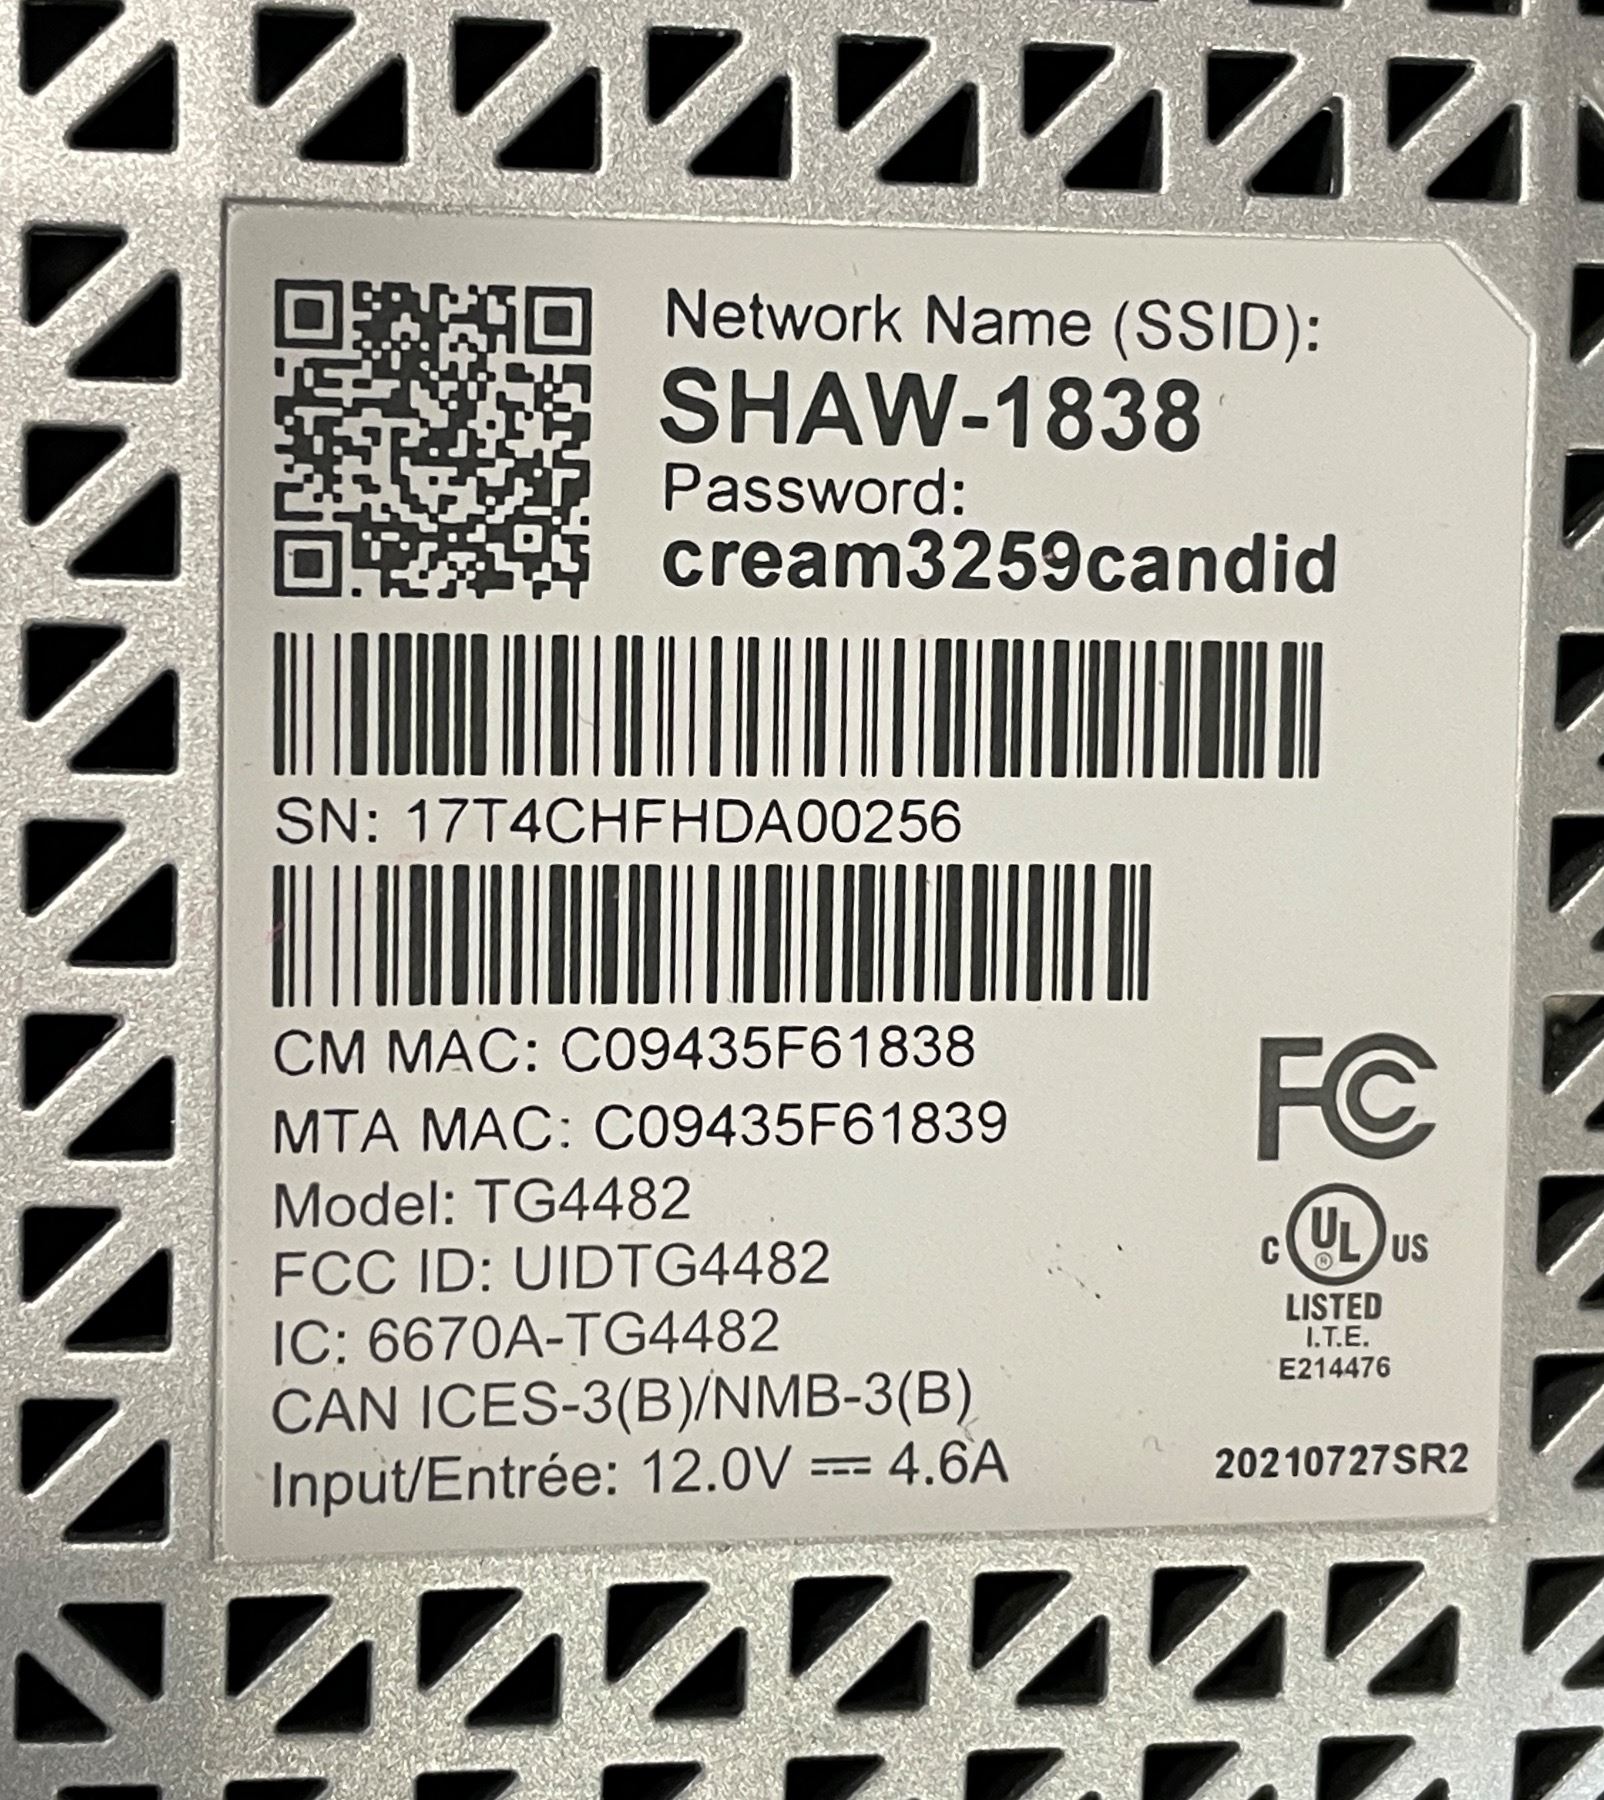 Network Name (SSID):
SHAW-1838
Password:
cream3259candid
SN: 17T4CHFHDA00256
CM MAC: C09435F61838
MTA MAC: C09435F61839
Model: TG4482
FCC ID: UIDTG4482
IC: 6670A-TG4482
CAN ICES-3(B)/NMB-3(B)
Input/Entrée: 12.0V ⎓ 4.6A
FC
C UL® US
LISTED
I.T.E.
E214476
20210727SR2